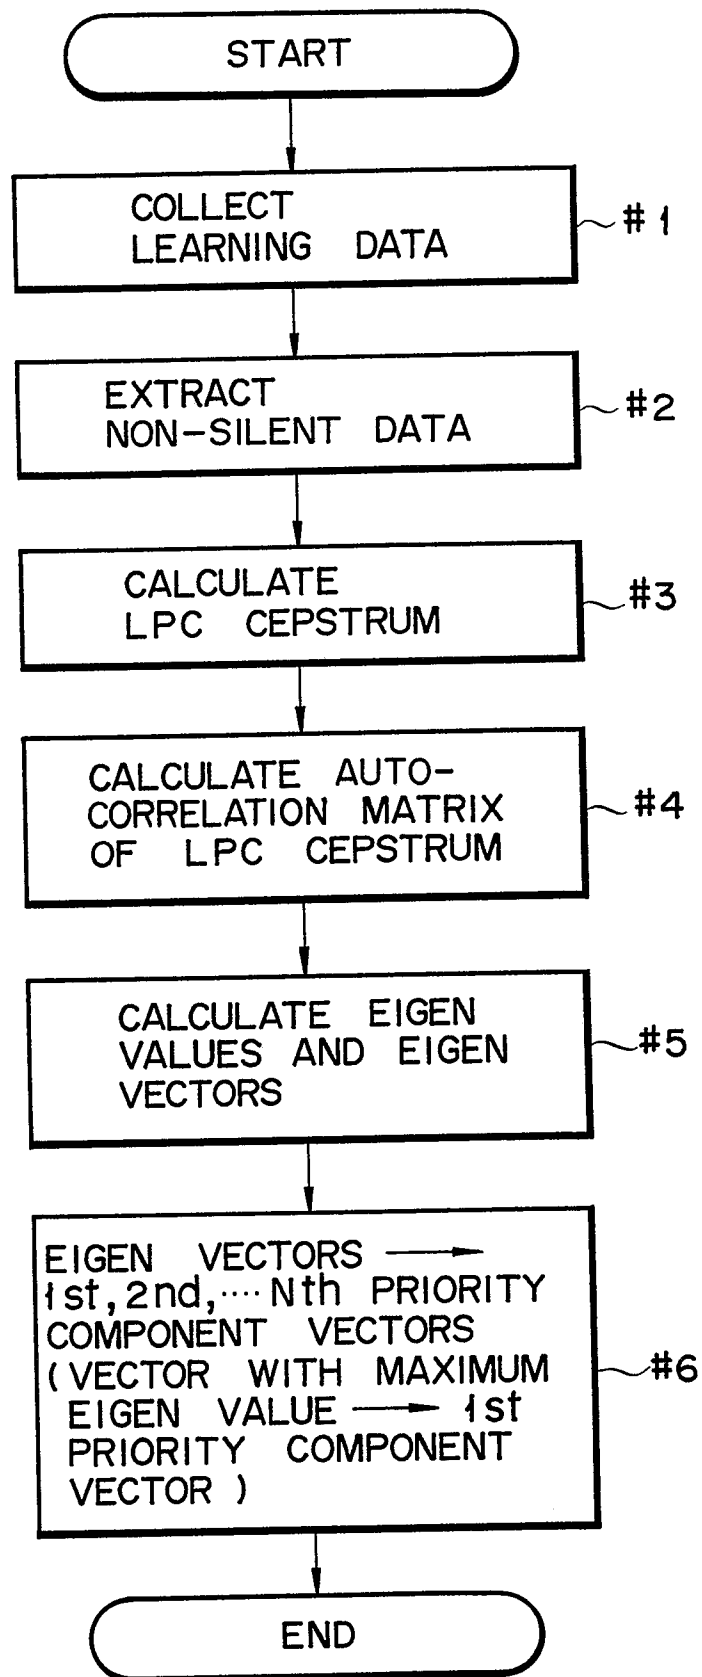 START
COLLECT
LEARNING DATA
#1
EXTRACT
NON-SILENT DATA
#2
CALCULATE
LPC CEPSTRUM
#3
CALCULATE AUTO-
CORRELATION MATRIX
OF LPC CEPSTRUM
#4
CALCULATE EIGEN
VALUES AND EIGEN
VECTORS
#5
EIGEN VECTORS →
1st, 2nd, .... Nth PRIORITY
COMPONENT VECTORS
(VECTOR WITH MAXIMUM
EIGEN VALUE → 1st
PRIORITY COMPONENT
VECTOR)
#6
END